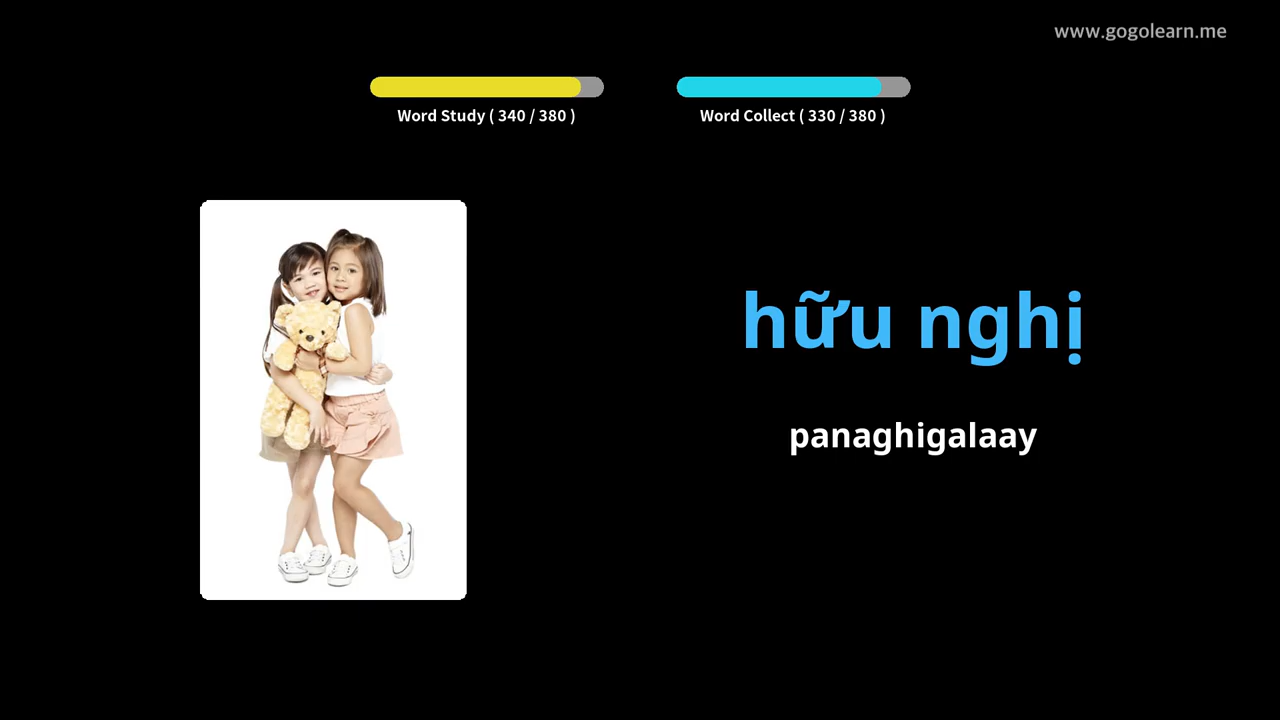 www.gogolearn.me
Word Study ( 340 / 380 )
Word Collect ( 330 / 380 )
hữu nghị
panaghigalaay